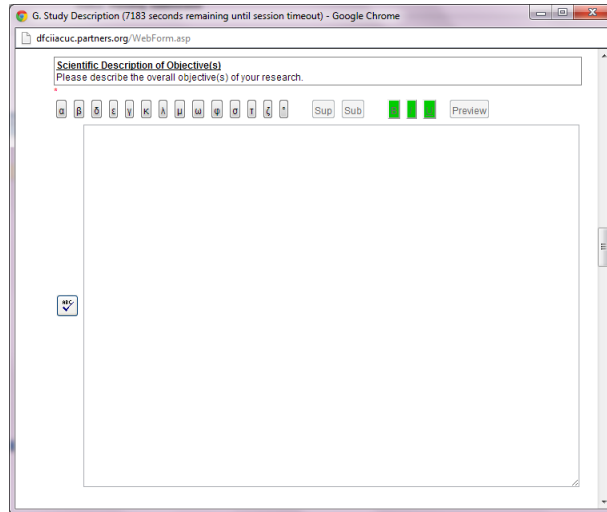 G. Study Description (7183 seconds remaining until session timeout) - Google Chrome
dfciiacuc.partners.org/WebForm.asp
Scientific Description of Objective(s)
Please describe the overall objective(s) of your research.
*
α β δ ε γ κ λ μ ω φ σ τ ζ ° Sup Sub Preview
ABC